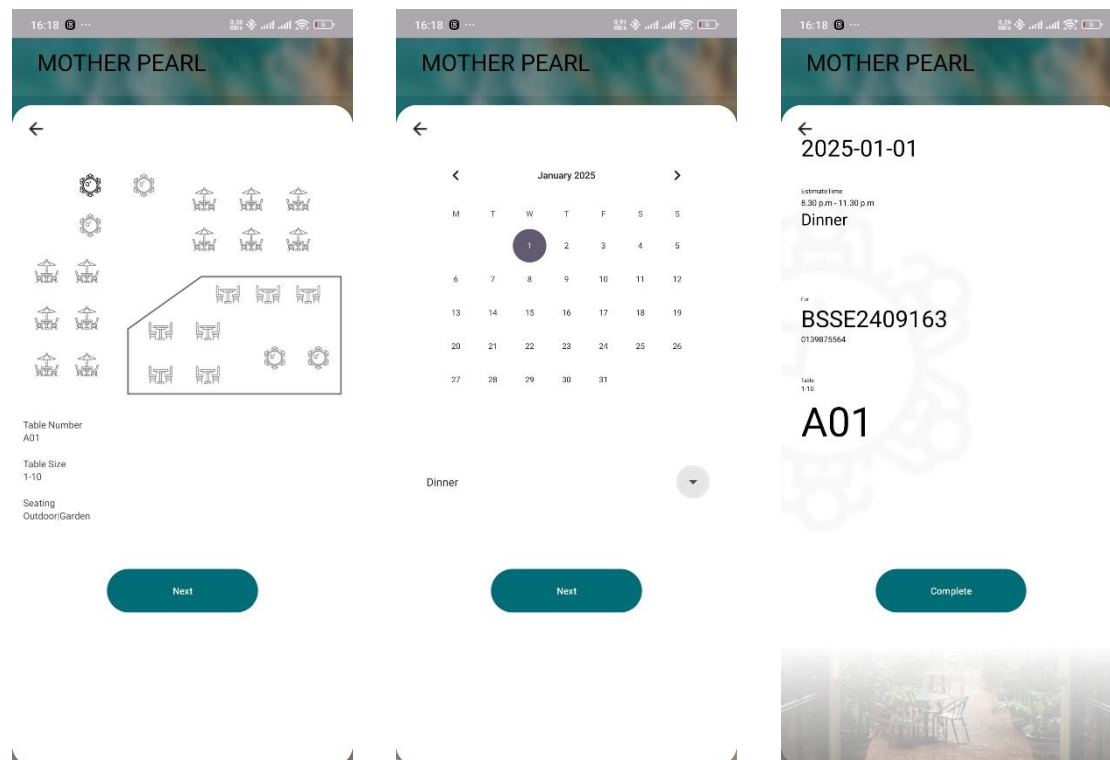 16:18
MOTHER PEARL
Table Number
A01
Table Size
1-10
Seating
Outdoor|Garden
Next
16:18
MOTHER PEARL
January 2025
M T W T F S S
1 2 3 4 5
6 7 8 9 10 11 12
13 14 15 16 17 18 19
20 21 22 23 24 25 26
27 28 29 30 31
Dinner
Next
16:18
MOTHER PEARL
2025-01-01
EstimateTime
8.30 p.m - 11.30 p.m
Dinner
For
BSSE2409163
0139875564
Table
1-10
A01
Complete